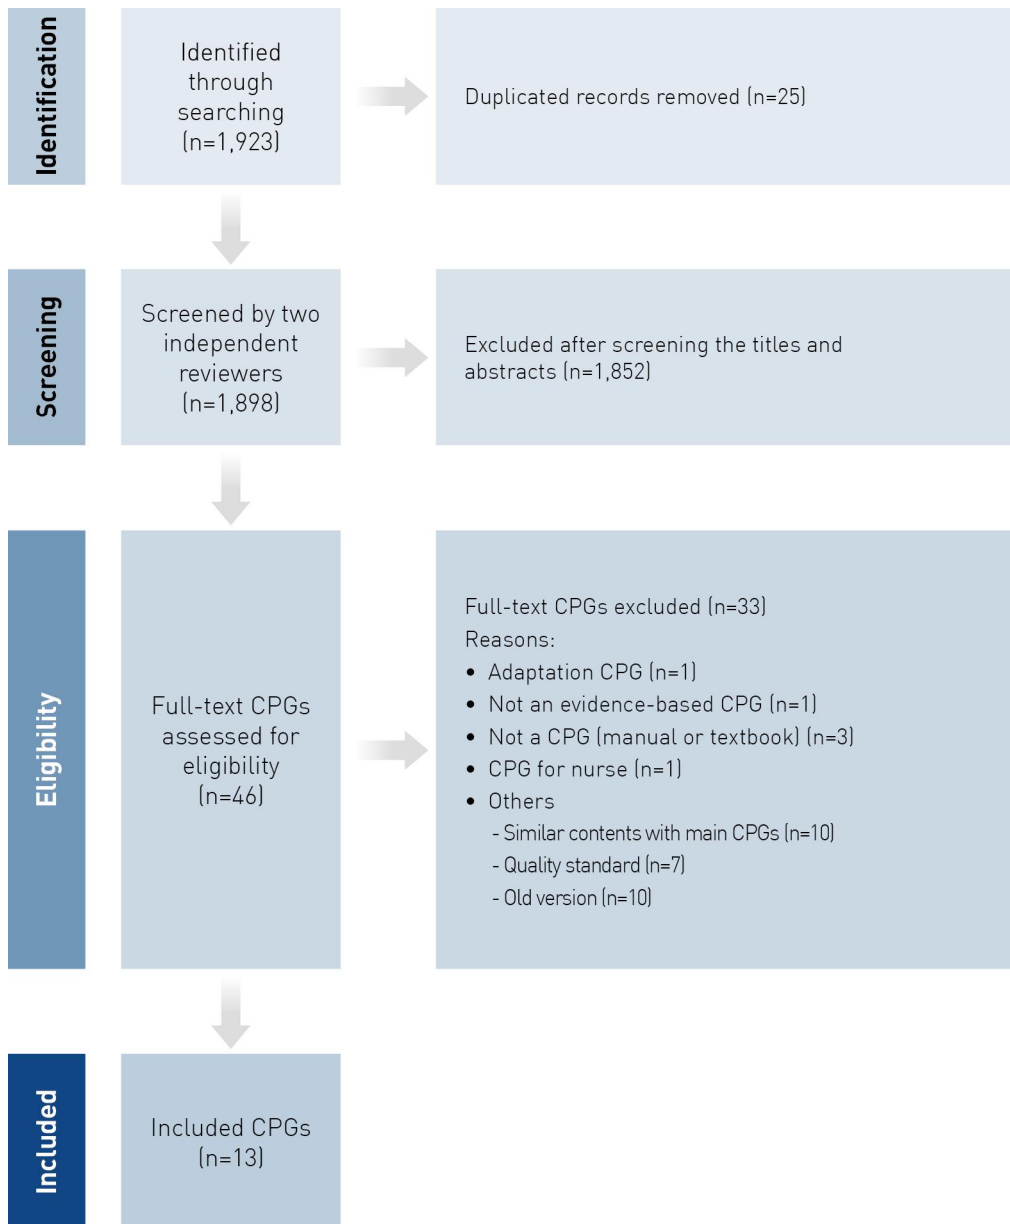 Identification
Identified
through
searching
(n=1,923)
Duplicated records removed (n=25)
Screening
Screened by two
independent
reviewers
(n=1,898)
Excluded after screening the titles and
abstracts (n=1,852)
Eligibility
Full-text CPGs
assessed for
eligibility
(n=46)
Full-text CPGs excluded (n=33)
Reasons:
• Adaptation CPG (n=1)
• Not an evidence-based CPG (n=1)
• Not a CPG (manual or textbook) (n=3)
• CPG for nurse (n=1)
• Others
- Similar contents with main CPGs (n=10)
- Quality standard (n=7)
- Old version (n=10)
Included
Included CPGs
(n=13)